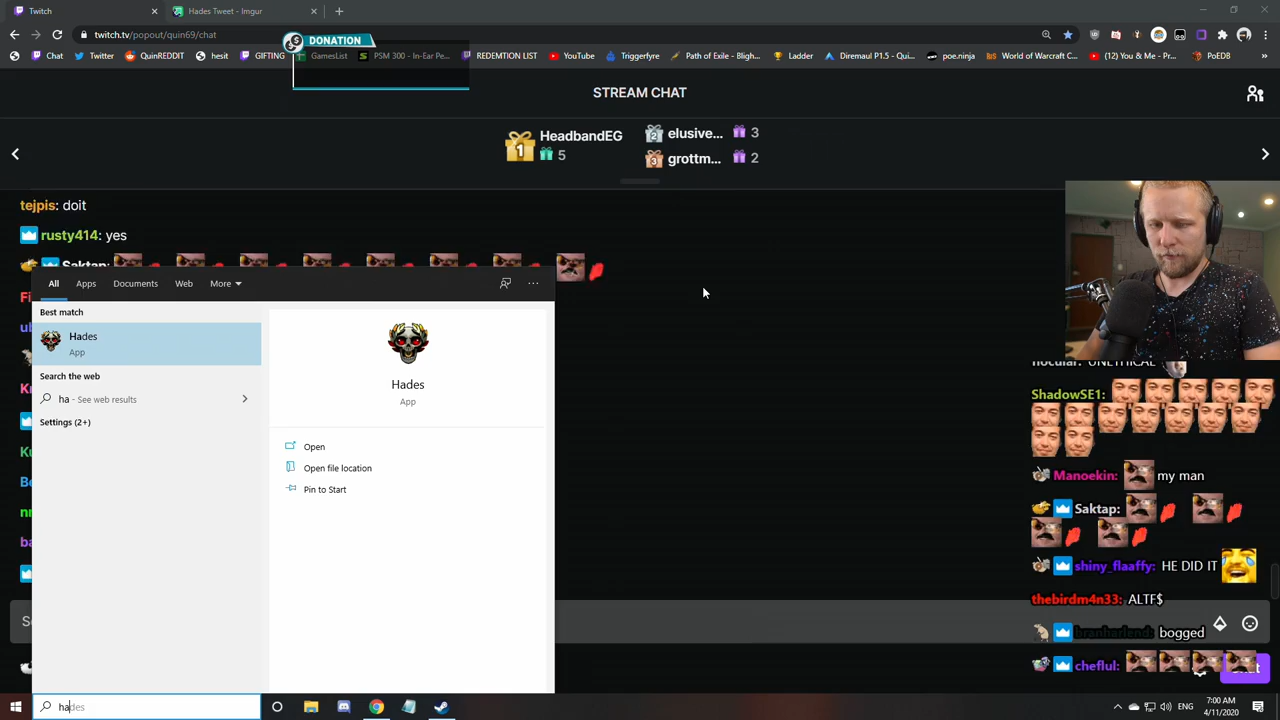 Twitch
Hades Tweet - Imgur
twitch.tv/popout/quin69/chat
DONATION
Chat
Twitter
QuinREDDIT
hesit
GIFTING
GamesList
PSM 300 - In-Ear Pe...
REDEMTION LIST
YouTube
Triggerfyre
Path of Exile - Bligh...
Ladder
Diremaul P1.5 - Qui...
poe.ninja
World of Warcraft C...
(12) You & Me - Pr...
PoEDB
STREAM CHAT
HeadbandEG
5
elusive... 3
grottm... 2
tejpis: doit
rusty414: yes
Saktap:
All Apps Documents Web More
Best match
Hades
App
Search the web
ha - See web results
Settings (2+)
Hades
App
Open
Open file location
Pin to Start
UNETHICAL
ShadowSE1:
Manoekin: my man
Saktap:
shiny_flaaffy: HE DID IT
thebirdm4n33: ALTF$
branharlend: bogged
cheflul:
hades
ENG
7:00 AM
4/11/2020